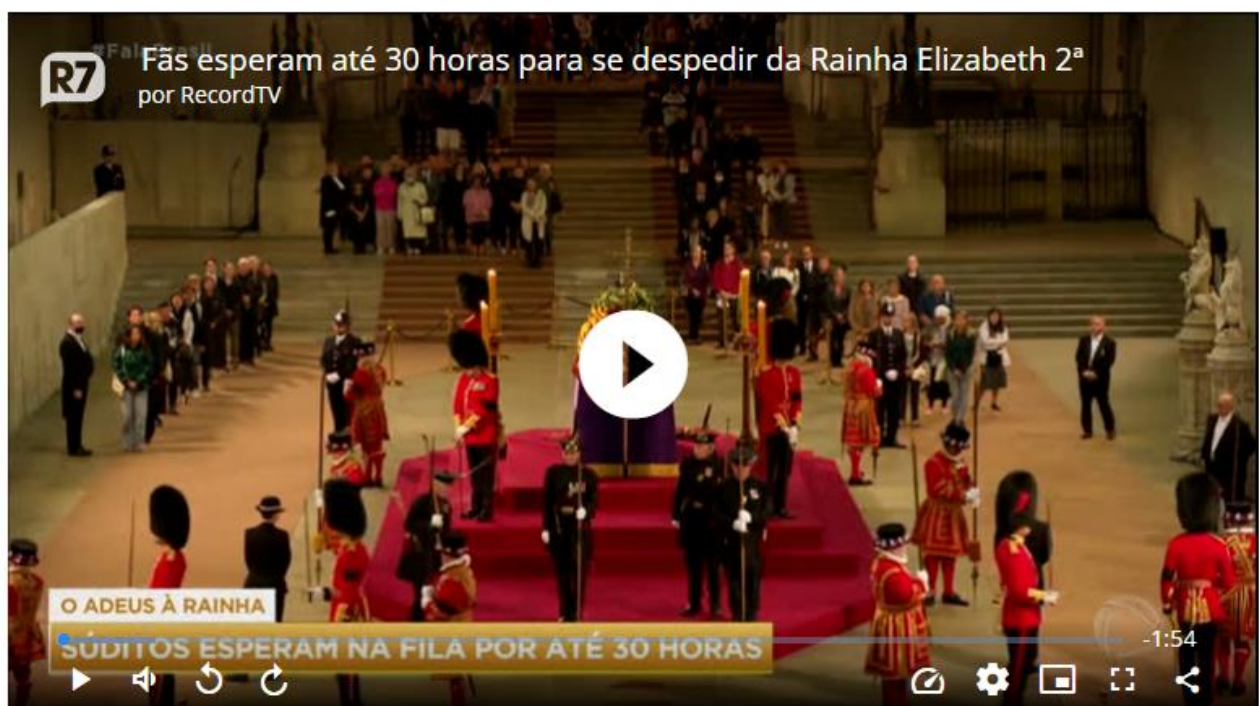 #FalaBrasil
R7
Fãs esperam até 30 horas para se despedir da Rainha Elizabeth 2ª
por RecordTV
O ADEUS À RAINHA
SÚDITOS ESPERAM NA FILA POR ATÉ 30 HORAS
-1:54